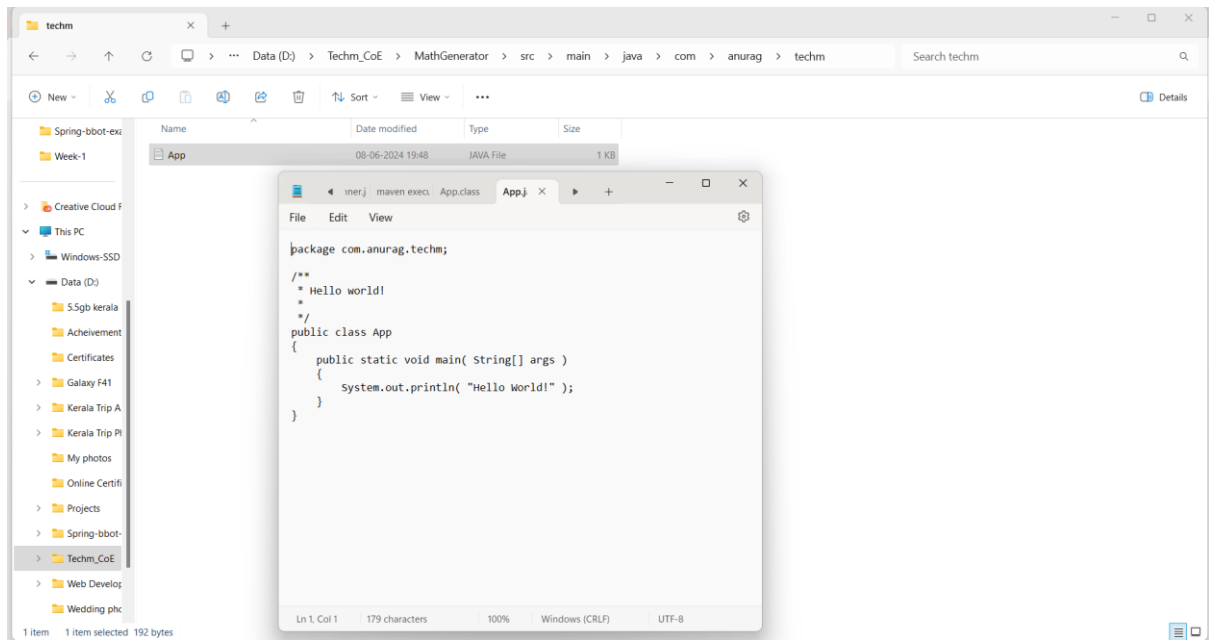 techm
Data (D:) > Techm_CoE > MathGenerator > src > main > java > com > anurag > techm
Search techm
New
Sort
View
Details
Name Date modified Type Size
App 08-06-2024 19:48 JAVA File 1 KB
Spring-bbot-exa
Week-1
Creative Cloud F
This PC
Windows-SSD
Data (D:)
5.5gb kerala
Acheivement
Certificates
Galaxy F41
Kerala Trip A
Kerala Trip Pl
My photos
Online Certifi
Projects
Spring-bbot-
Techm_CoE
Web Develop
Wedding pho
1 item 1 item selected 192 bytes
maven execu App.class App.j
File Edit View
package com.anurag.techm;
/**
* Hello world!
*
*/
public class App
{
public static void main( String[] args )
{
System.out.println( "Hello World!" );
}
}
Ln 1, Col 1 179 characters 100% Windows (CRLF) UTF-8